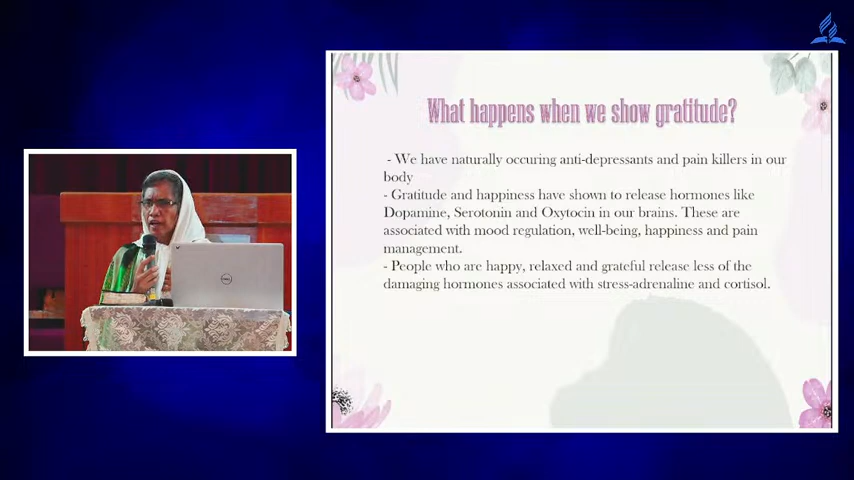 What happens when we show gratitude?
- We have naturally occuring anti-depressants and pain killers in our
body
- Gratitude and happiness have shown to release hormones like
Dopamine, Serotonin and Oxytocin in our brains. These are
associated with mood regulation, well-being, happiness and pain
management.
- People who are happy, relaxed and grateful release less of the
damaging hormones associated with stress-adrenaline and cortisol.
DELL